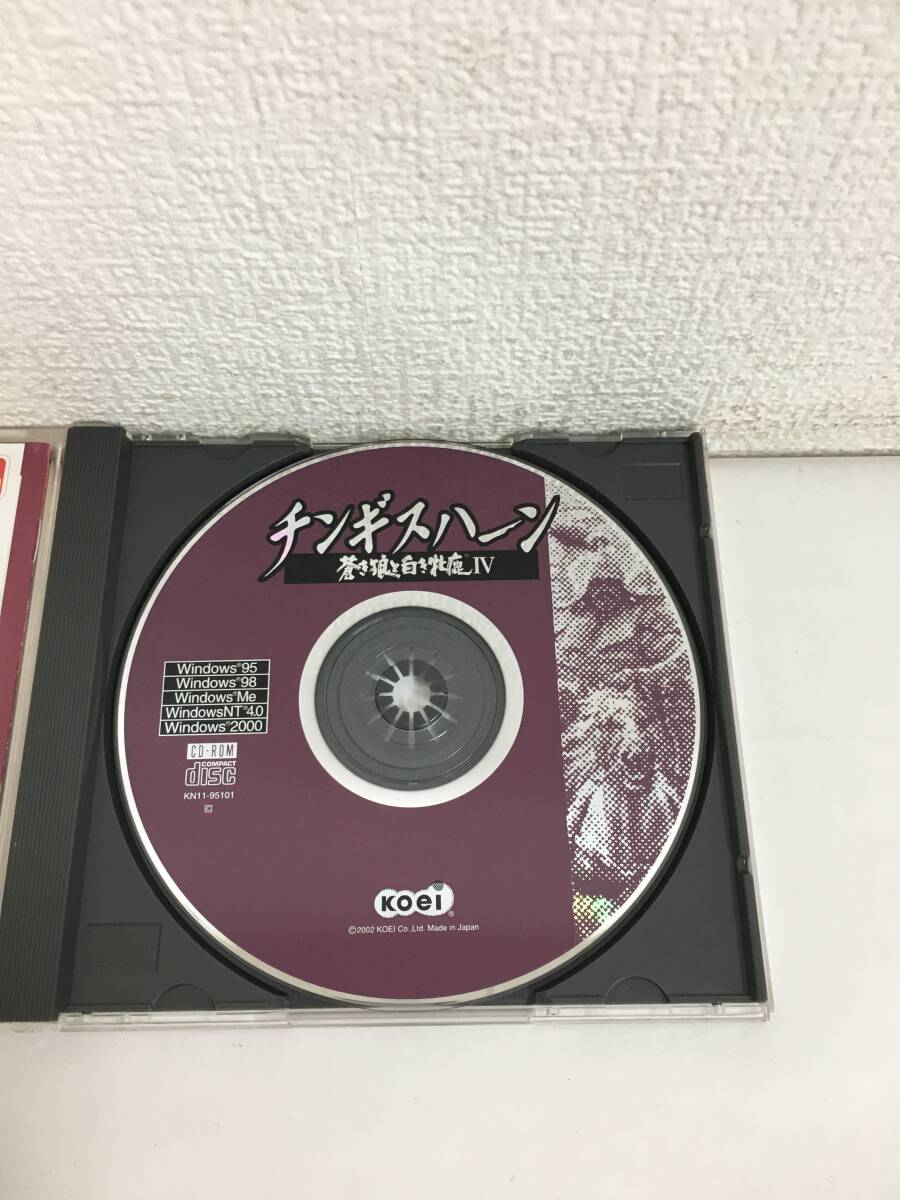 チンギスハーン
蒼き狼と白き牝鹿 IV
Windows®95
Windows®98
Windows®Me
WindowsNT®4.0
Windows®2000
CD-ROM
COMPACT
disc
KN11-95101
KOEI®
©2002 KOEI Co.,Ltd. Made in Japan